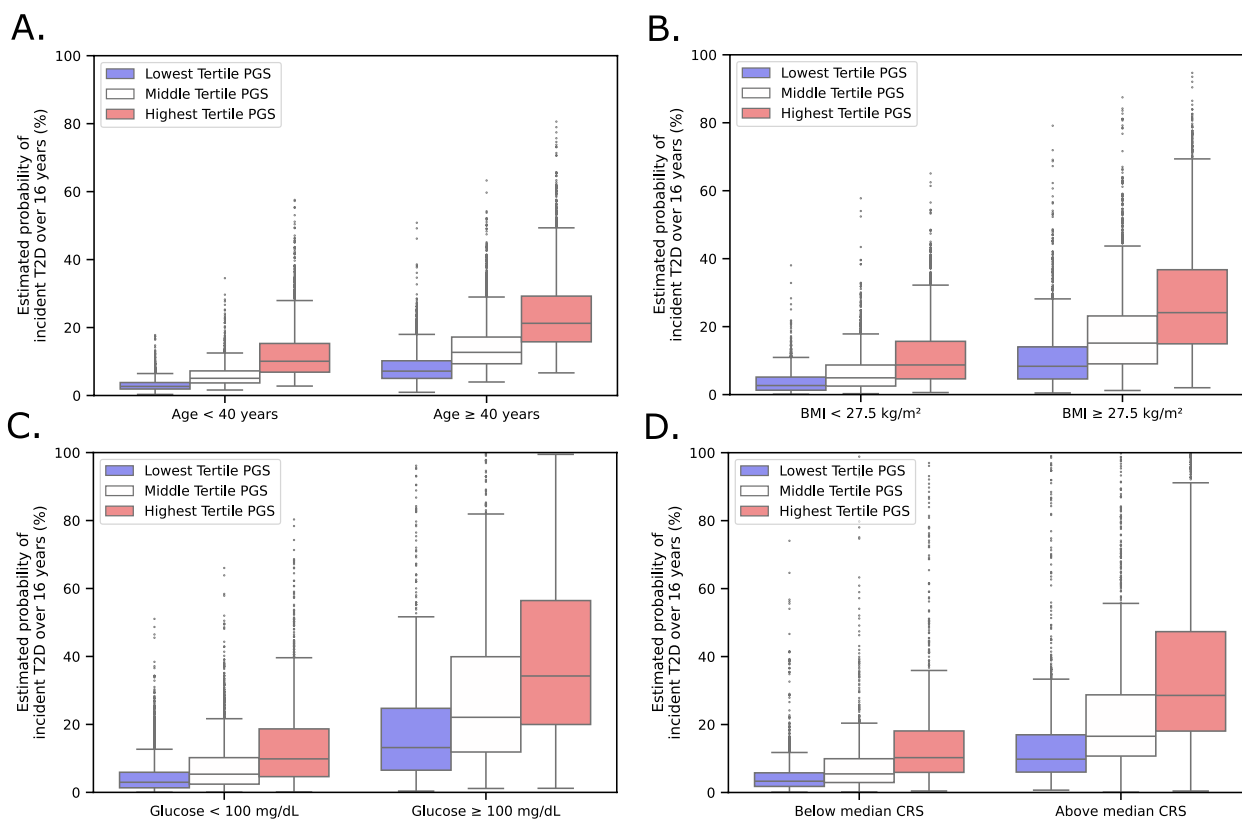 A.
100
80
60
40
20
0
Estimated probability of
incident T2D over 16 years (%)
Lowest Tertile PGS
Middle Tertile PGS
Highest Tertile PGS
Age < 40 years
Age ≥ 40 years
B.
100
80
60
40
20
0
Estimated probability of
incident T2D over 16 years (%)
Lowest Tertile PGS
Middle Tertile PGS
Highest Tertile PGS
BMI < 27.5 kg/m²
BMI ≥ 27.5 kg/m²
C.
100
80
60
40
20
0
Estimated probability of
incident T2D over 16 years (%)
Lowest Tertile PGS
Middle Tertile PGS
Highest Tertile PGS
Glucose < 100 mg/dL
Glucose ≥ 100 mg/dL
D.
100
80
60
40
20
0
Estimated probability of
incident T2D over 16 years (%)
Lowest Tertile PGS
Middle Tertile PGS
Highest Tertile PGS
Below median CRS
Above median CRS